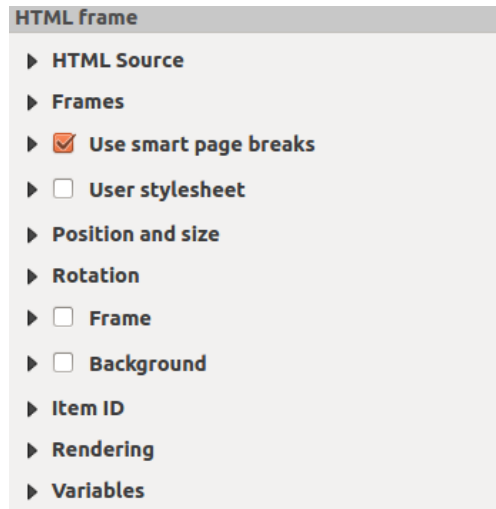 HTML frame
HTML Source
Frames
Use smart page breaks
User stylesheet
Position and size
Rotation
Frame
Background
Item ID
Rendering
Variables